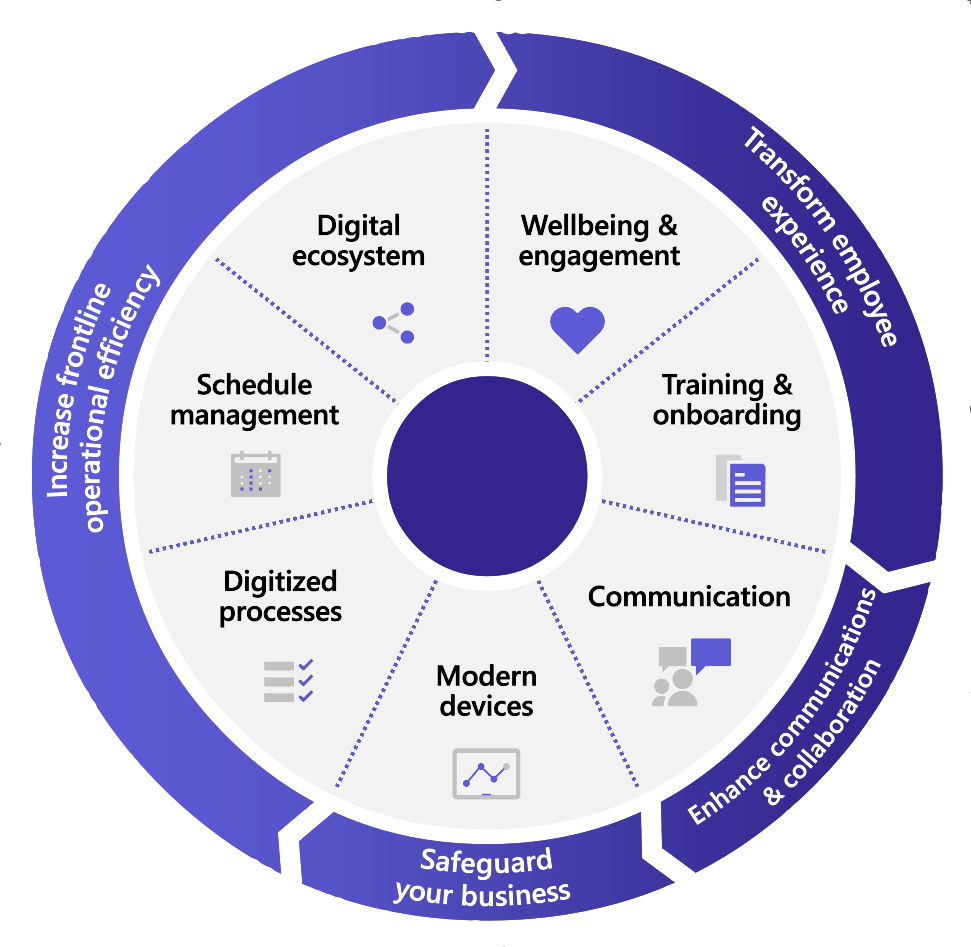 Transform employee
experience
Enhance communications
& collaboration
Safeguard
your business
Increase frontline
operational efficiency
Digital
ecosystem
Wellbeing &
engagement
Training &
onboarding
Communication
Modern
devices
Digitized
processes
Schedule
management